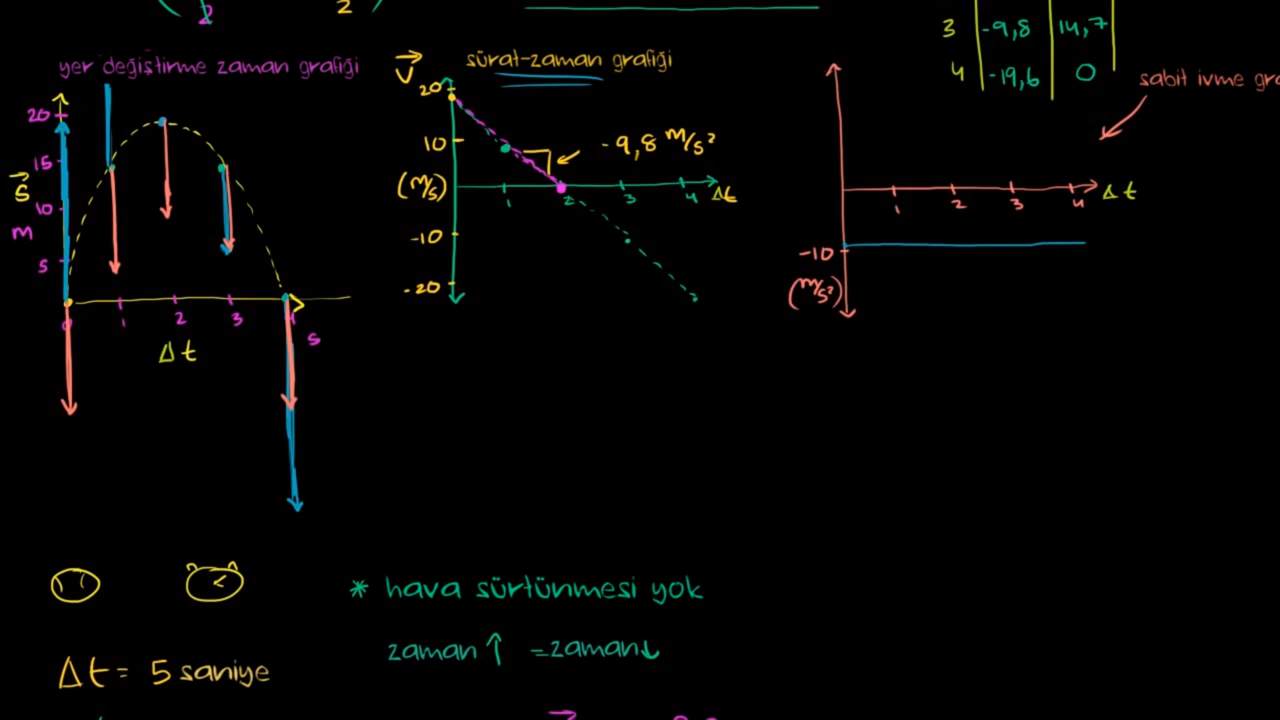 2
2
3 -9,8 14,7
4 -19,6 0
yer değiştirme zaman grafiği
V
sürat-zaman grafiği
sabit ivme gra
20
15
10
5
S
m
0 1 2 3 4
s
Δt
20
10
(m/s)
-10
-20
-9,8 m/s²
1 2 3 4
Δt
1 2 3 4
Δt
-10
(m/s²)
* hava sürtünmesi yok
zaman↑ =zaman↓
Δt= 5 saniye